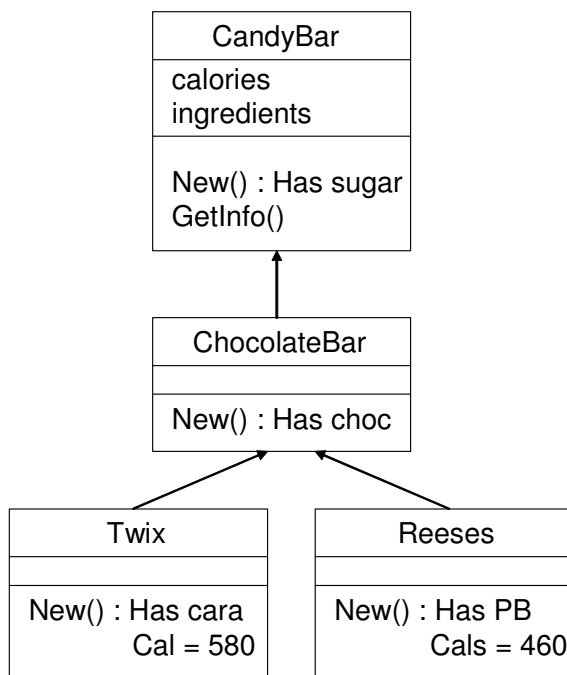 CandyBar
calories
ingredients
New() : Has sugar
GetInfo()
ChocolateBar
New() : Has choc
Twix
New() : Has cara
Cal = 580
Reeses
New() : Has PB
Cals = 460